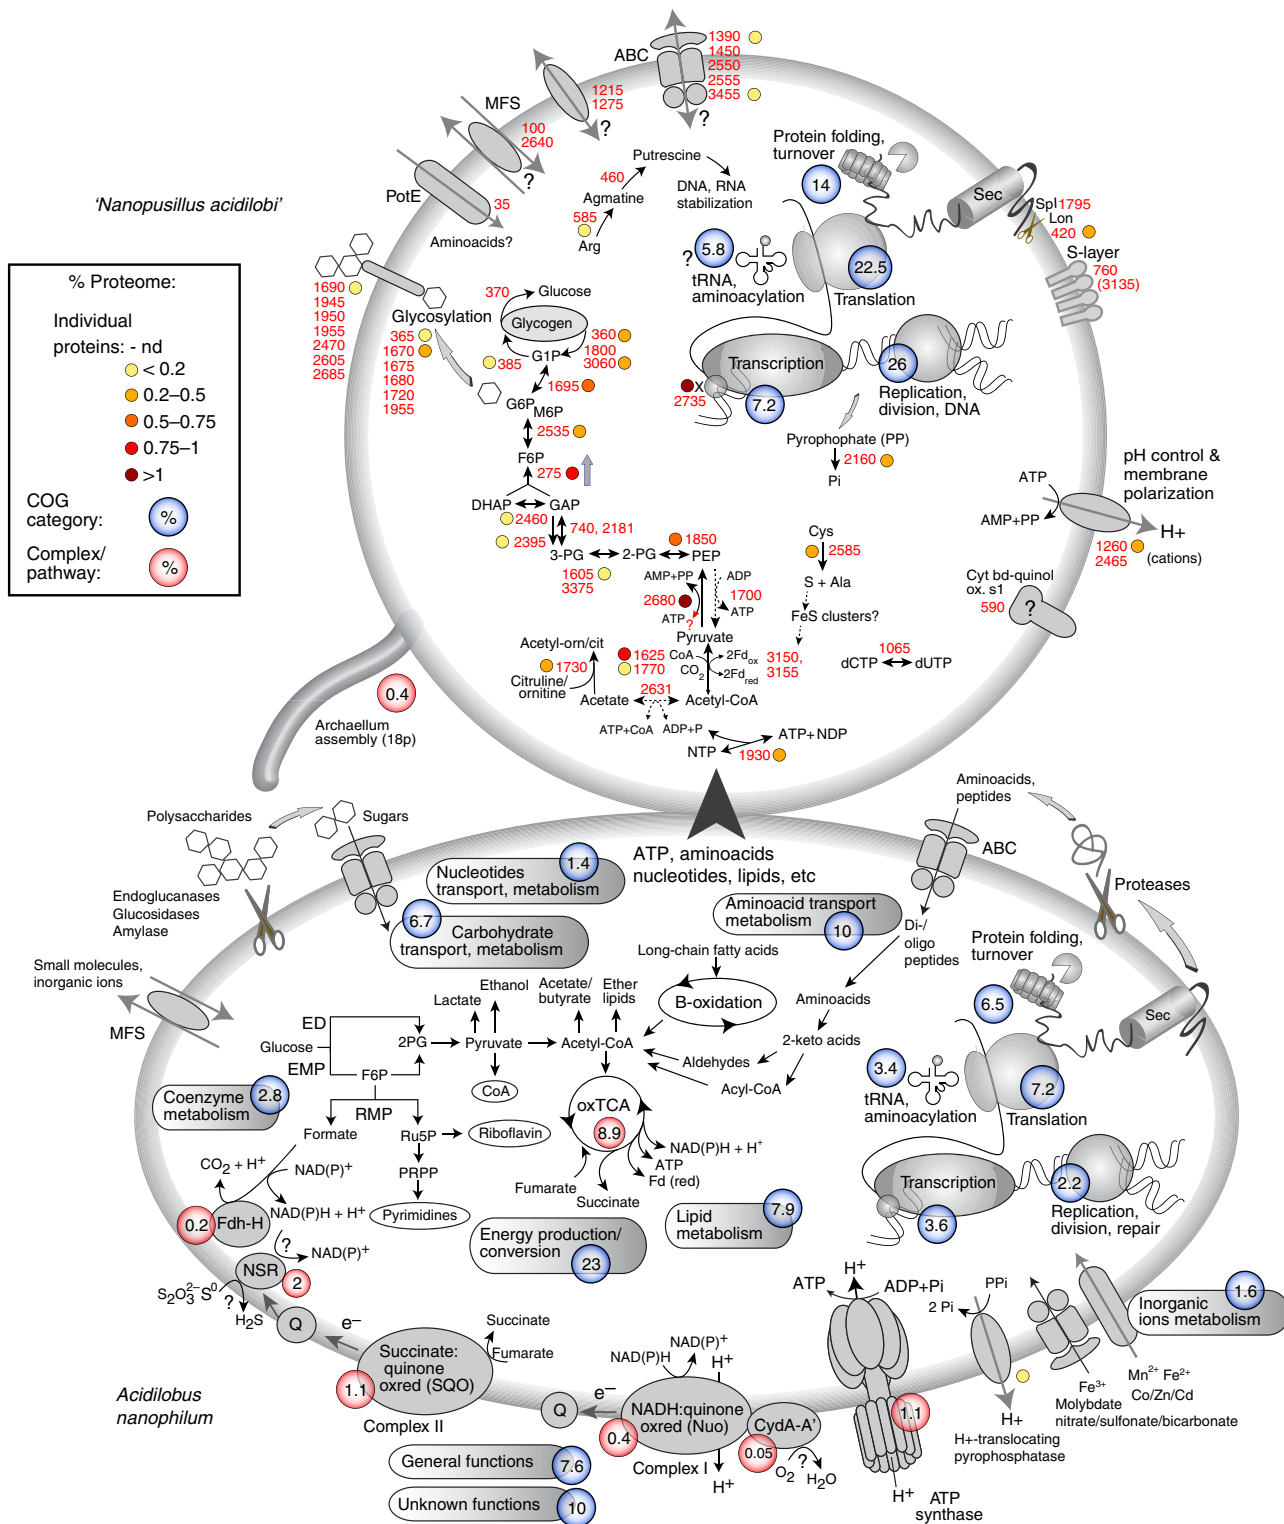 ABC
1390
1450
2550
2555
3455
?
1215
1275
?
MFS
100
2640
?
PotE
35
Aminoacids?
'Nanopusillus acidilobi'
Putrescine
460
Agmatine
DNA, RNA
stabilization
585
Arg
Protein folding,
turnover
14
Sec
Spl 1795
Lon
420
S-layer
760
(3135)
5.8
?
tRNA,
aminoacylation
22.5
Translation
% Proteome:
Individual
proteins: - nd
< 0.2
0.2–0.5
0.5–0.75
0.75–1
>1
COG
category:
%
Complex/
pathway:
%
1690
1945
1950
1955
2470
2605
2685
Glycosylation
365
1670
1675
1680
1720
1955
370
Glucose
Glycogen
360
1800
3060
385
G1P
1695
G6P
M6P
2535
F6P
275
DHAP
GAP
2460
740, 2181
2395
3-PG
2-PG
1850
PEP
1605
3375
AMP+PP
ADP
2680
1700
ATP
?
ATP
Pyruvate
Transcription
X
2735
7.2
26
Replication,
division, DNA
Pyrophophate (PP)
2160
Pi
pH control &
membrane
polarization
ATP
AMP+PP
H+
1260
2465
(cations)
Cys
2585
S + Ala
FeS clusters?
3150,
3155
Cyt bd-quinol
ox. s1
590
?
1065
dCTP
dUTP
Acetyl-orn/cit
1730
Citruline/
ornitine
1625
1770
CoA
CO2
2Fdox
2Fdred
2631
Acetate
Acetyl-CoA
ATP+CoA
ADP+P
NTP
ATP+NDP
1930
0.4
Archaellum
assembly (18p)
Polysaccharides
Sugars
Endoglucanases
Glucosidases
Amylase
Small molecules,
inorganic ions
MFS
ATP, aminoacids
nucleotides, lipids, etc
Aminoacids,
peptides
ABC
Proteases
Nucleotides
transport, metabolism
1.4
6.7
Carbohydrate
transport, metabolism
Aminoacid transport
metabolism
10
Di-/
oligo
peptides
Long-chain fatty acids
B-oxidation
Aminoacids
2-keto acids
Aldehydes
Acyl-CoA
Protein folding,
turnover
6.5
Sec
3.4
tRNA,
aminoacylation
7.2
Translation
Ethanol
Lactate
Acetate/
butyrate
Ether
lipids
ED
Glucose
EMP
2PG
Pyruvate
Acetyl-CoA
F6P
CoA
RMP
Coenzyme
metabolism
2.8
Formate
Ru5P
Riboflavin
oxTCA
8.9
NAD(P)H + H+
ATP
Fd (red)
PRPP
Fumarate
Succinate
Pyrimidines
CO2 + H+
NAD(P)+
0.2
Fdh-H
NAD(P)H + H+
?
NAD(P)+
NSR
2
S2O3 2– S0
?
H2S
Q
e–
Energy production/
conversion
23
Lipid
metabolism
7.9
Transcription
3.6
2.2
Replication,
division, repair
Succinate
Fumarate
Succinate:
quinone
oxred (SQO)
1.1
Complex II
Acidilobus
nanophilum
Q
e–
NAD(P)H
NAD(P)+
H+
NADH:quinone
oxred (Nuo)
0.4
Complex I
H+
CydA-A'
0.05
O2
?
H2O
H+
ATP
ADP+Pi
1.1
H+
ATP
synthase
PPi
2 Pi
H+
H+-translocating
pyrophosphatase
Fe3+
Molybdate
nitrate/sulfonate/bicarbonate
Mn2+ Fe2+
Co/Zn/Cd
Inorganic
ions metabolism
1.6
General functions
7.6
Unknown functions
10